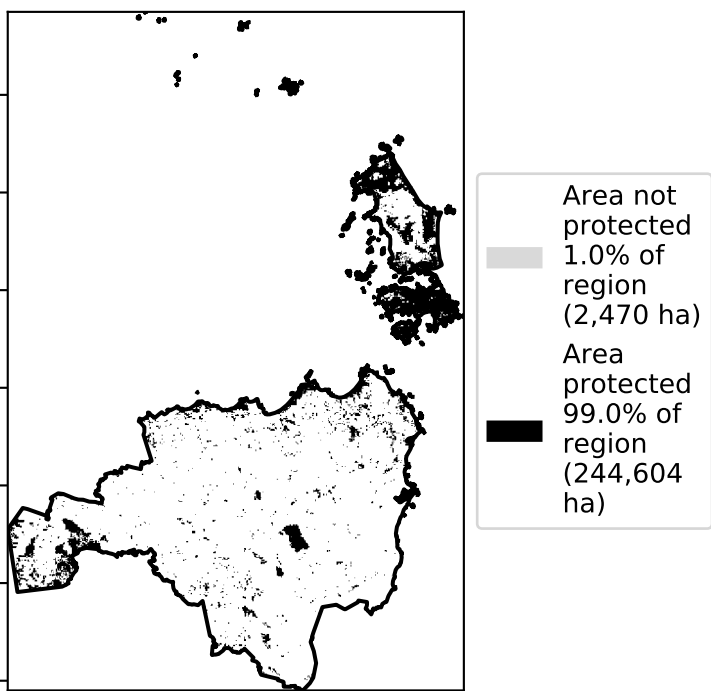 Area not
protected
1.0% of
region
(2,470 ha)
Area
protected
99.0% of
region
(244,604
ha)